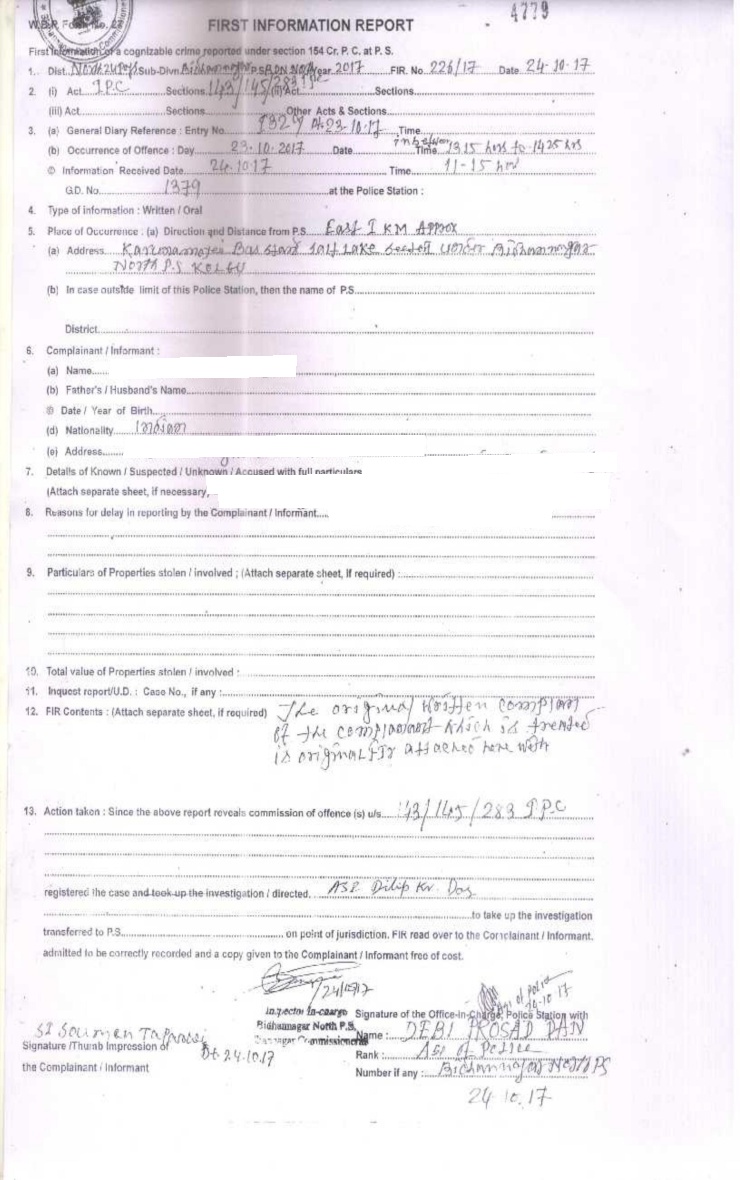 4779
W.B.P. Form No. 27
FIRST INFORMATION REPORT
First Information of a cognizable crime reported under section 154 Cr. P. C. at P. S.
1. Dist. Sub-Divn. Bidhannagar P.S. BDN North Year 2017 FIR. No. 226/17 Date 24-10-17
2. (i) Act I.P.C Sections 143/145/283 IPC (ii) Act Sections
(iii) Act Sections Other Acts & Sections
3. (a) General Diary Reference : Entry No. Dt-23-10-17 Time
(b) Occurrence of Offence : Day 23-10-2017 Date Time in between 1315 hrs to 1425 hrs
© Information Received Date 24.10.17 Time 11-15 hrs
G.D. No. 1379 at the Police Station :
4. Type of information : Written / Oral
5. Place of Occurrence : (a) Direction and Distance from P.S. East 1 KM Approx
(a) Address Karunamoyee Bus stand Salt Lake Sector under Bidhannagar
North P.S
(b) In case outside limit of this Police Station, then the name of P.S.
District
6. Complainant / Informant :
(a) Name
(b) Father's / Husband's Name
© Date / Year of Birth
(d) Nationality Indian
(e) Address
7. Details of Known / Suspected / Unknown / Accused with full particulars
(Attach separate sheet, if necessary,
8. Reasons for delay in reporting by the Complainant / Informant
9. Particulars of Properties stolen / involved ; (Attach separate sheet, if required) :
10. Total value of Properties stolen / involved :
11. Inquest report/U.D. : Case No., if any :
12. FIR Contents : (Attach separate sheet, if required) The original written complaint
of the complainant which is treated
is original FIR attached here with
13. Action taken : Since the above report reveals commission of offence (s) u/s. 143/145/283 I.P.C
registered the case and took up the investigation / directed ASI Dilip Kr. Das
to take up the investigation
transferred to P.S. on point of jurisdiction. FIR read over to the Complainant / Informant.
admitted to be correctly recorded and a copy given to the Complainant / Informant free of cost.
24/10/17
Asi of Police
24-10 17
Inspector In-charge
Bidhannagar North P.S.
Bidhannagar Commissionerate
Signature of the Office-in-Charge, Police Station with
Name : DEBI PROSAD PAN
Rank : ASI of Police
Number if any : Bidhannagar North PS
24.10.17
SI Soumen
Dt. 24.10.17
Signature /Thumb Impression of
the Complainant / Informant